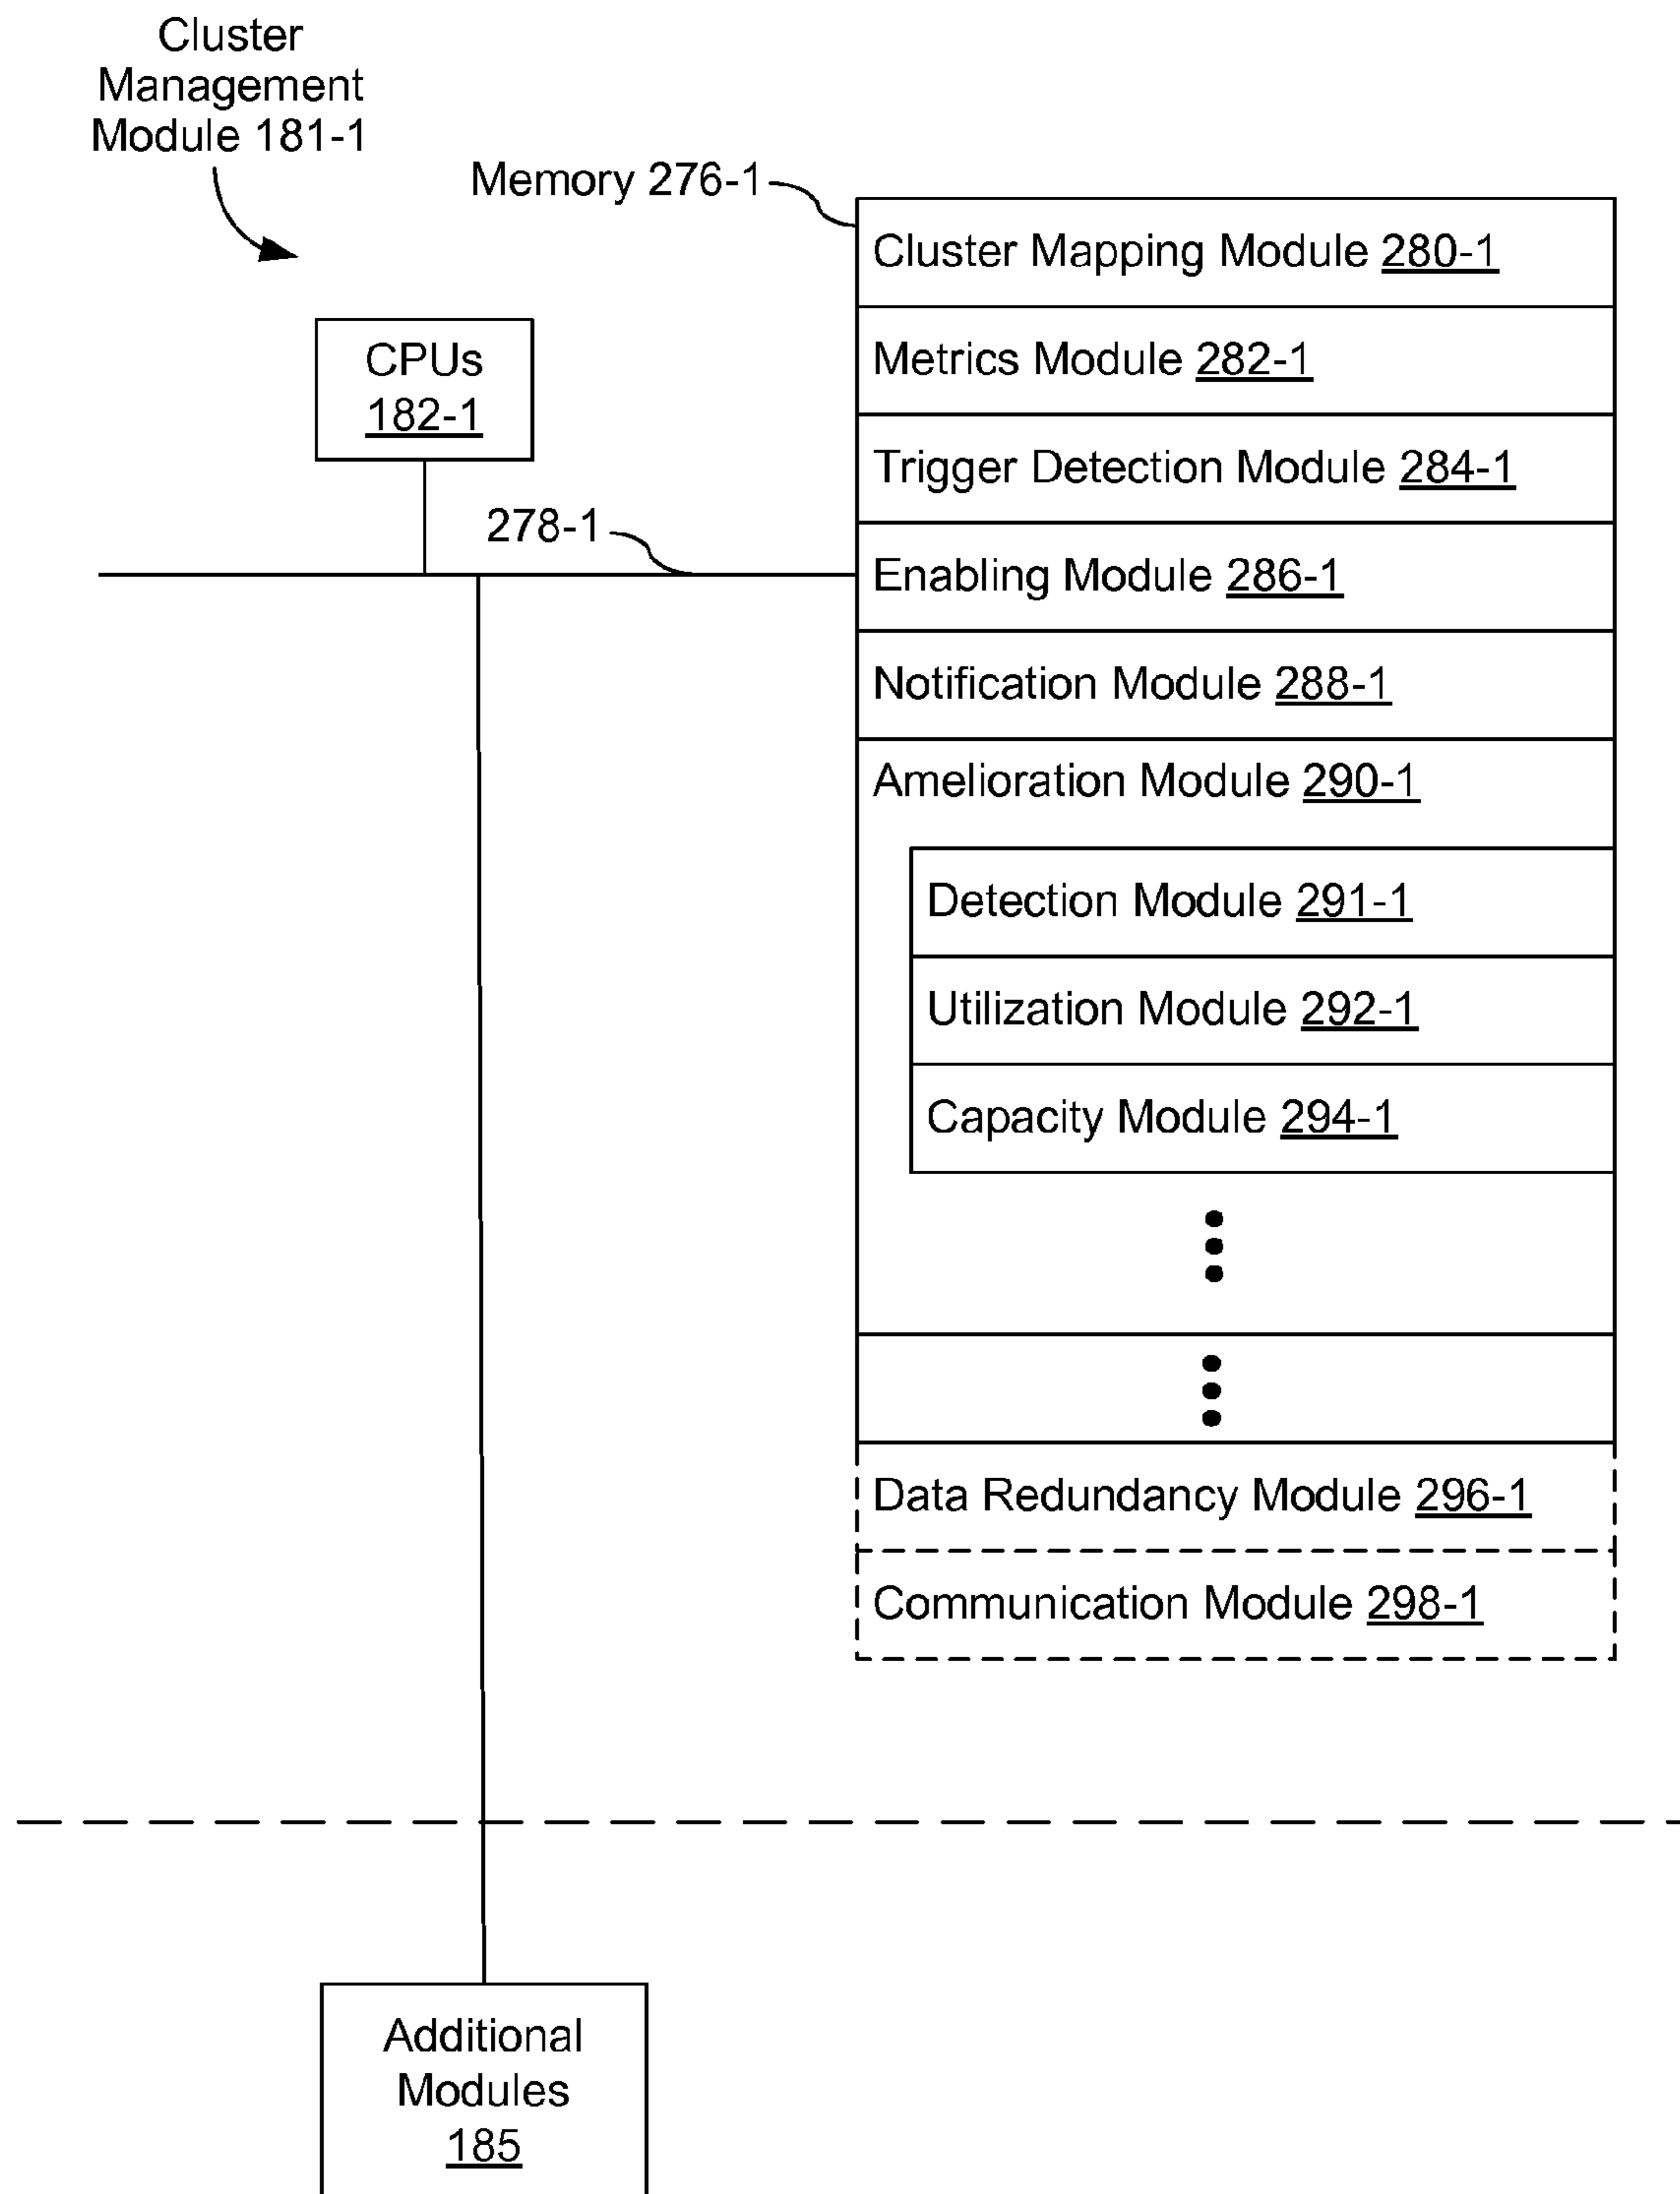 Cluster
Management
Module 181-1
Memory 276-1
Cluster Mapping Module 280-1
CPUs
182-1
Metrics Module 282-1
Trigger Detection Module 284-1
278-1
Enabling Module 286-1
Notification Module 288-1
Amelioration Module 290-1
Detection Module 291-1
Utilization Module 292-1
Capacity Module 294-1
Data Redundancy Module 296-1
Communication Module 298-1
Additional
Modules
185